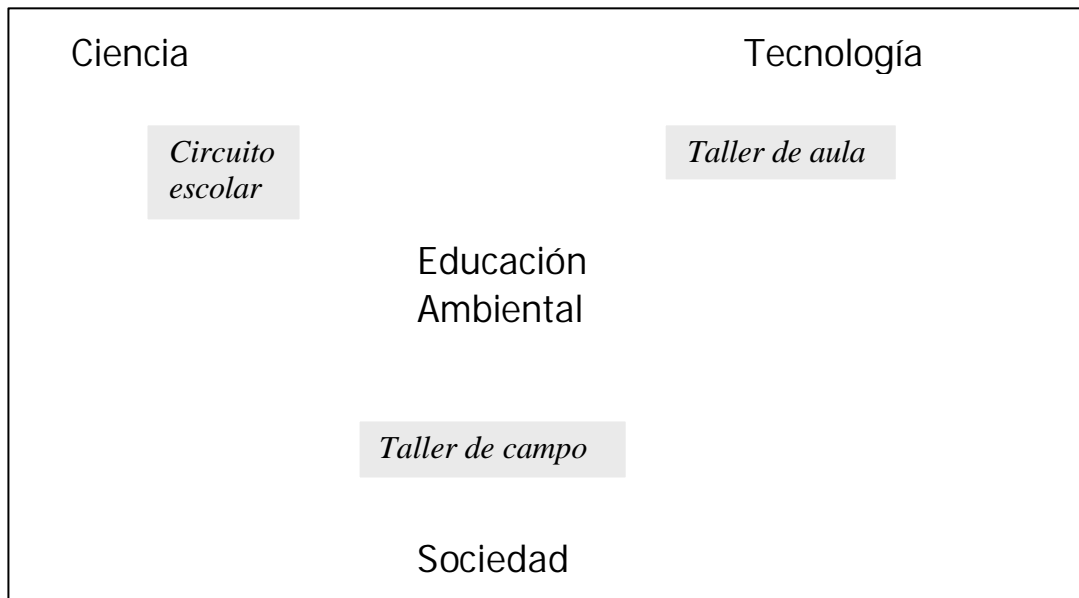 Ciencia
Tecnología
Circuito
escolar
Taller de aula
Educación
Ambiental
Taller de campo
Sociedad